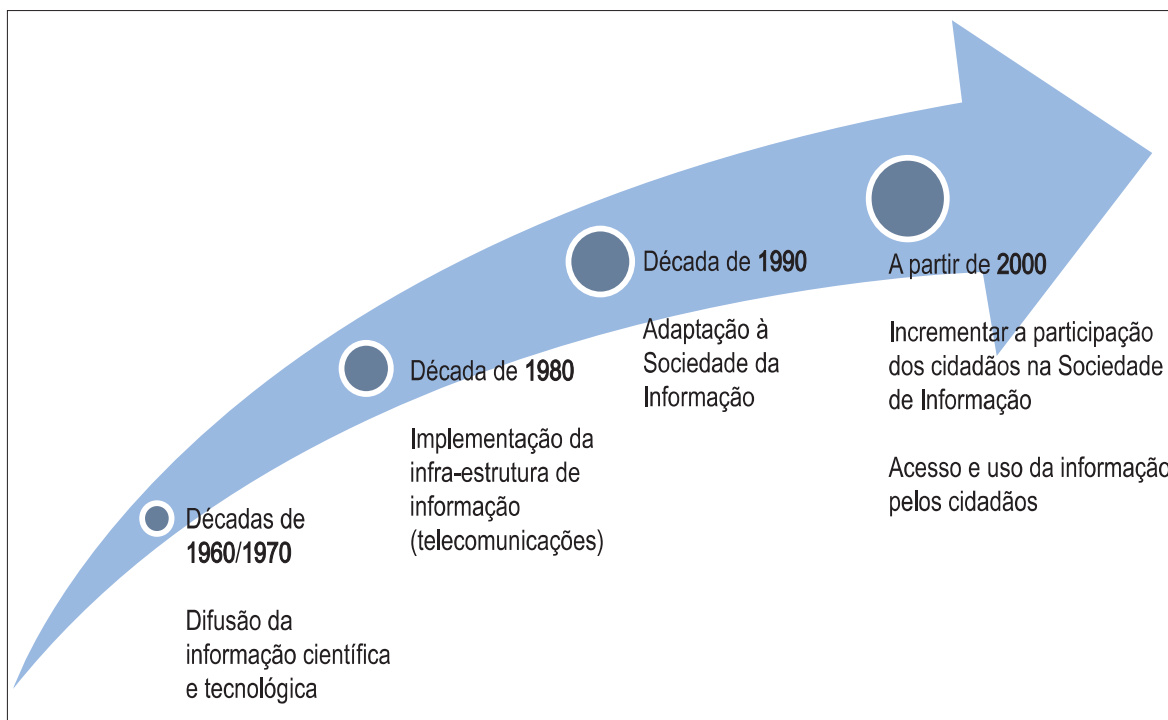 Décadas de
1960/1970
Difusão da
informação científica
e tecnológica
Década de 1980
Implementação da
infra-estrutura de
informação
(telecomunicações)
Década de 1990
Adaptação à
Sociedade da
Informação
A partir de 2000
Incrementar a participação
dos cidadãos na Sociedade
de Informação
Acesso e uso da informação
pelos cidadãos